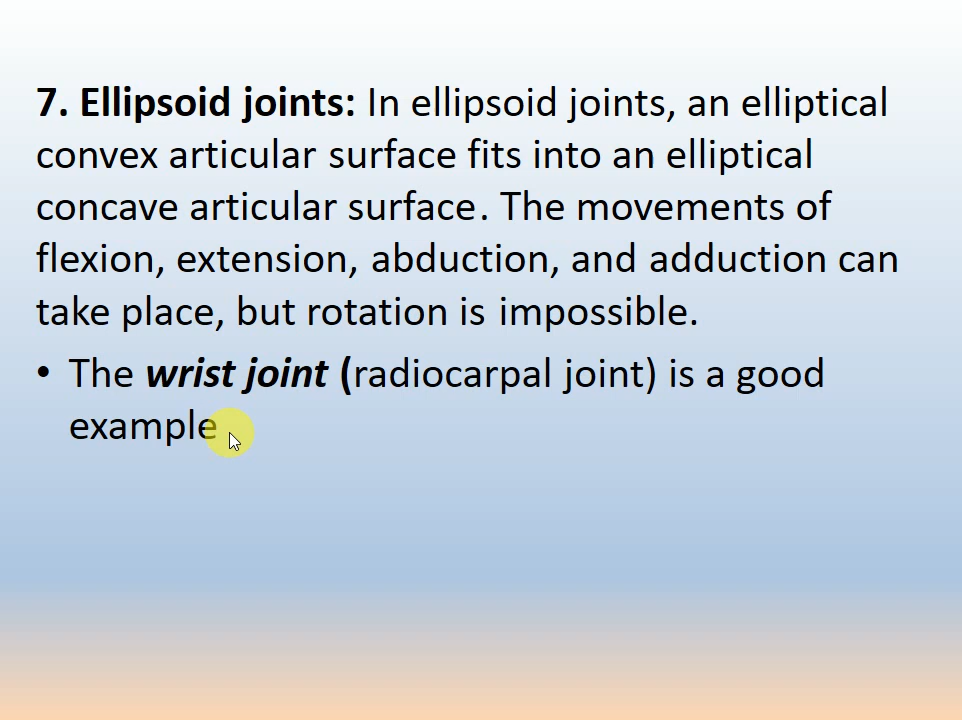 7. Ellipsoid joints: In ellipsoid joints, an elliptical
convex articular surface fits into an elliptical
concave articular surface. The movements of
flexion, extension, abduction, and adduction can
take place, but rotation is impossible.
• The wrist joint (radiocarpal joint) is a good
example